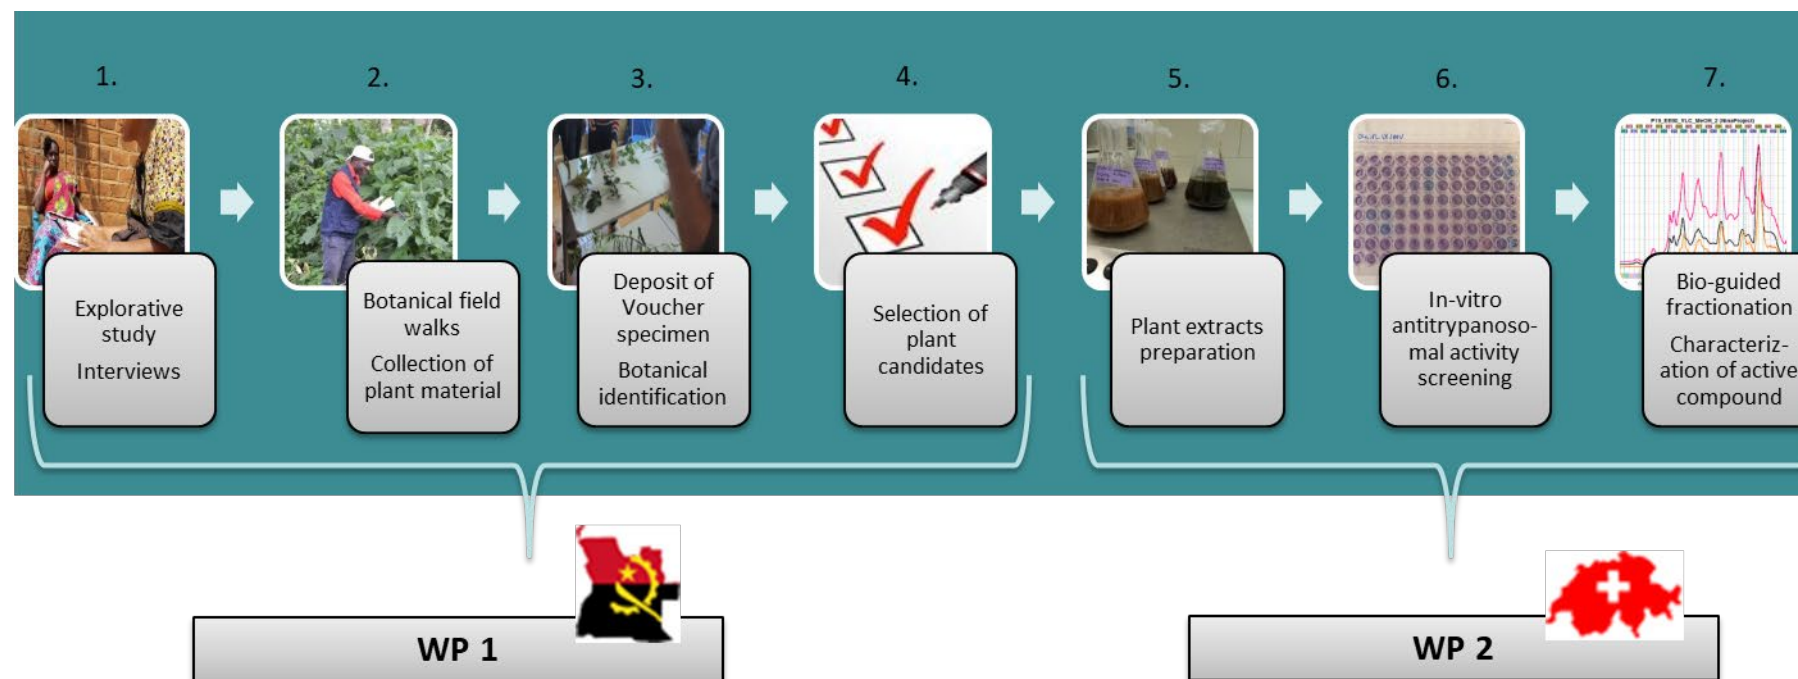 1.
2.
3.
4.
5.
6.
7.
Explorative
study
Interviews
Botanical field
walks
Collection of
plant material
Deposit of
Voucher
specimen
Botanical
identification
Selection of
plant
candidates
Plant extracts
preparation
In-vitro
antitrypanoso-
mal activity
screening
Bio-guided
fractionation
Characteriz-
ation of active
compound
WP 1
WP 2